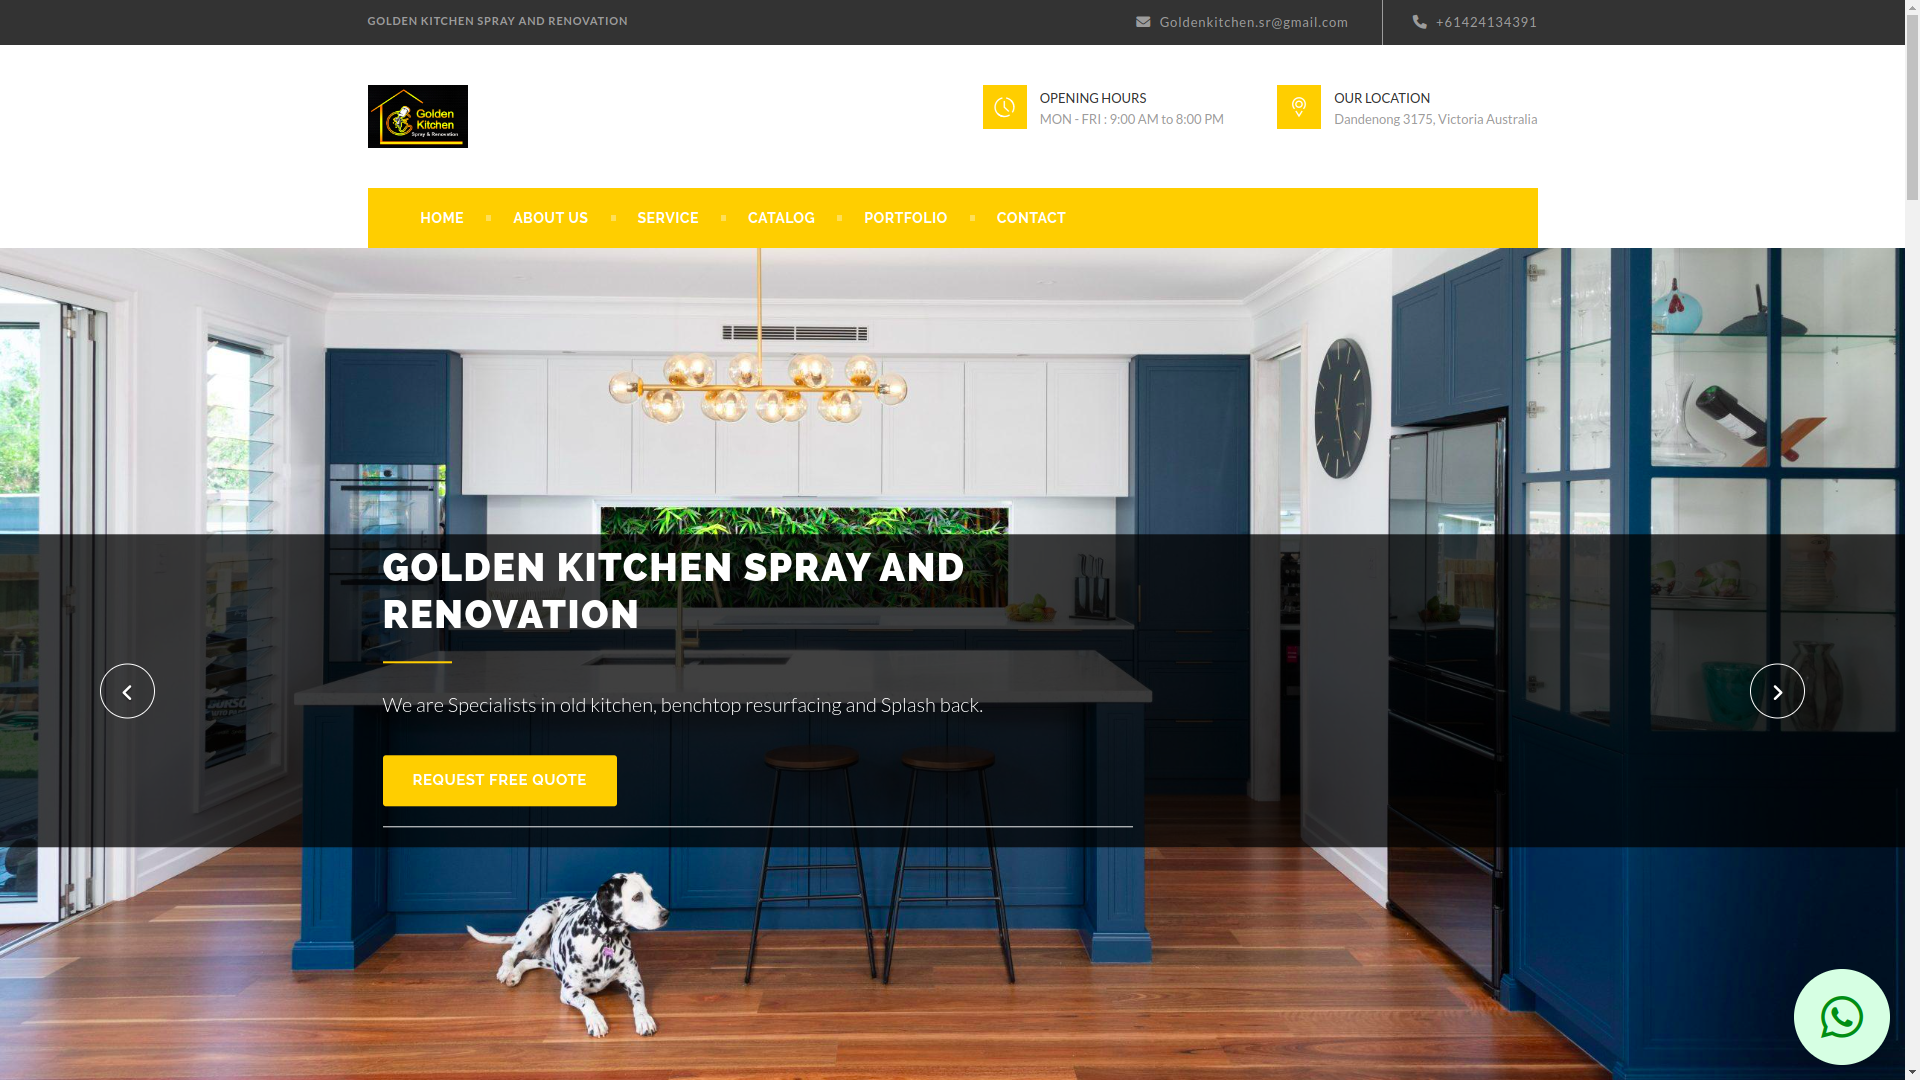 GOLDEN KITCHEN SPRAY AND RENOVATION
Goldenkitchen.sr@gmail.com
+61424134391
Golden
Kitchen
Spray & Renovation
OPENING HOURS
MON - FRI : 9:00 AM to 8:00 PM
OUR LOCATION
Dandenong 3175, Victoria Australia
HOME
ABOUT US
SERVICE
CATALOG
PORTFOLIO
CONTACT
GOLDEN KITCHEN SPRAY AND
RENOVATION
We are Specialists in old kitchen, benchtop resurfacing and Splash back.
REQUEST FREE QUOTE